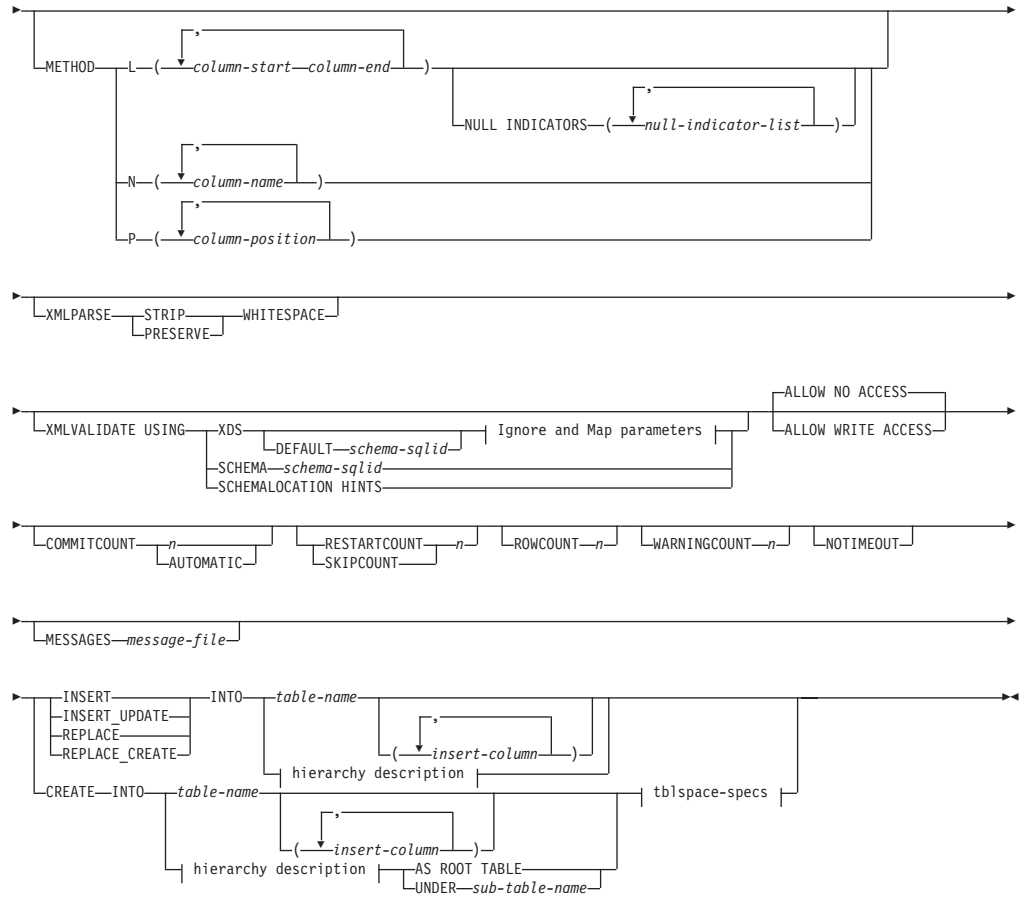 ,
METHOD L ( column-start column-end )
,
NULL INDICATORS ( null-indicator-list )
,
N ( column-name )
,
P ( column-position )
XMLPARSE STRIP WHITESPACE
PRESERVE
ALLOW NO ACCESS
XMLVALIDATE USING XDS Ignore and Map parameters ALLOW WRITE ACCESS
DEFAULT schema-sqlid
SCHEMA schema-sqlid
SCHEMALOCATION HINTS
COMMITCOUNT n RESTARTCOUNT n ROWCOUNT n WARNINGCOUNT n NOTIMEOUT
AUTOMATIC SKIPCOUNT
MESSAGES message-file
INSERT INTO table-name
INSERT_UPDATE ,
REPLACE
REPLACE_CREATE ( insert-column )
hierarchy description
CREATE INTO table-name tblspace-specs
,
( insert-column )
hierarchy description AS ROOT TABLE
UNDER sub-table-name